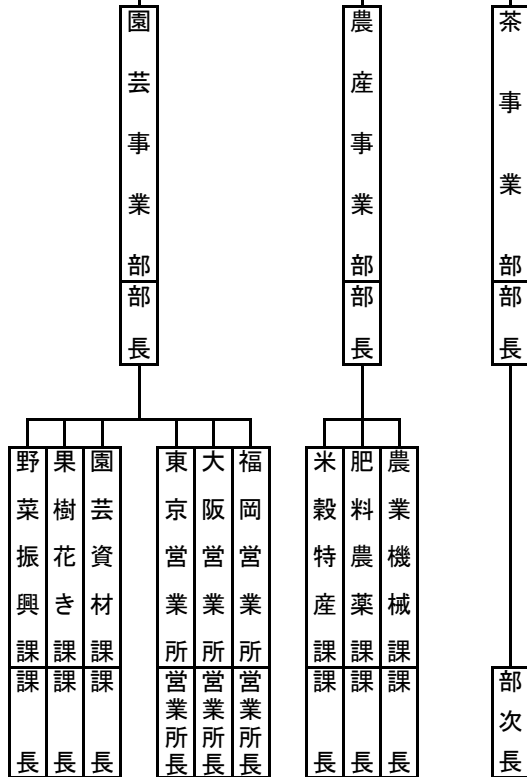 園芸事業部
部長
農産事業部
部長
茶事業部
部長
野菜振興課
課長
果樹花き課
課長
園芸資材課
課長
東京営業所
営業所長
大阪営業所
営業所長
福岡営業所
営業所長
米穀特産課
課長
肥料農薬課
課長
農業機械課
課長
部次長